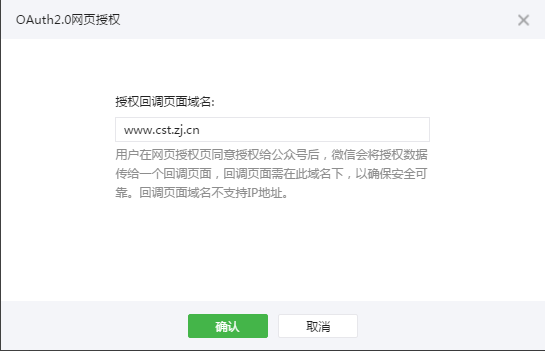 OAuth2.0网页授权
授权回调页面域名:
www.cst.zj.cn
用户在网页授权页同意授权给公众号后，微信会将授权数据
传给一个回调页面，回调页面需在此域名下，以确保安全可
靠。回调页面域名不支持IP地址。
确认 取消